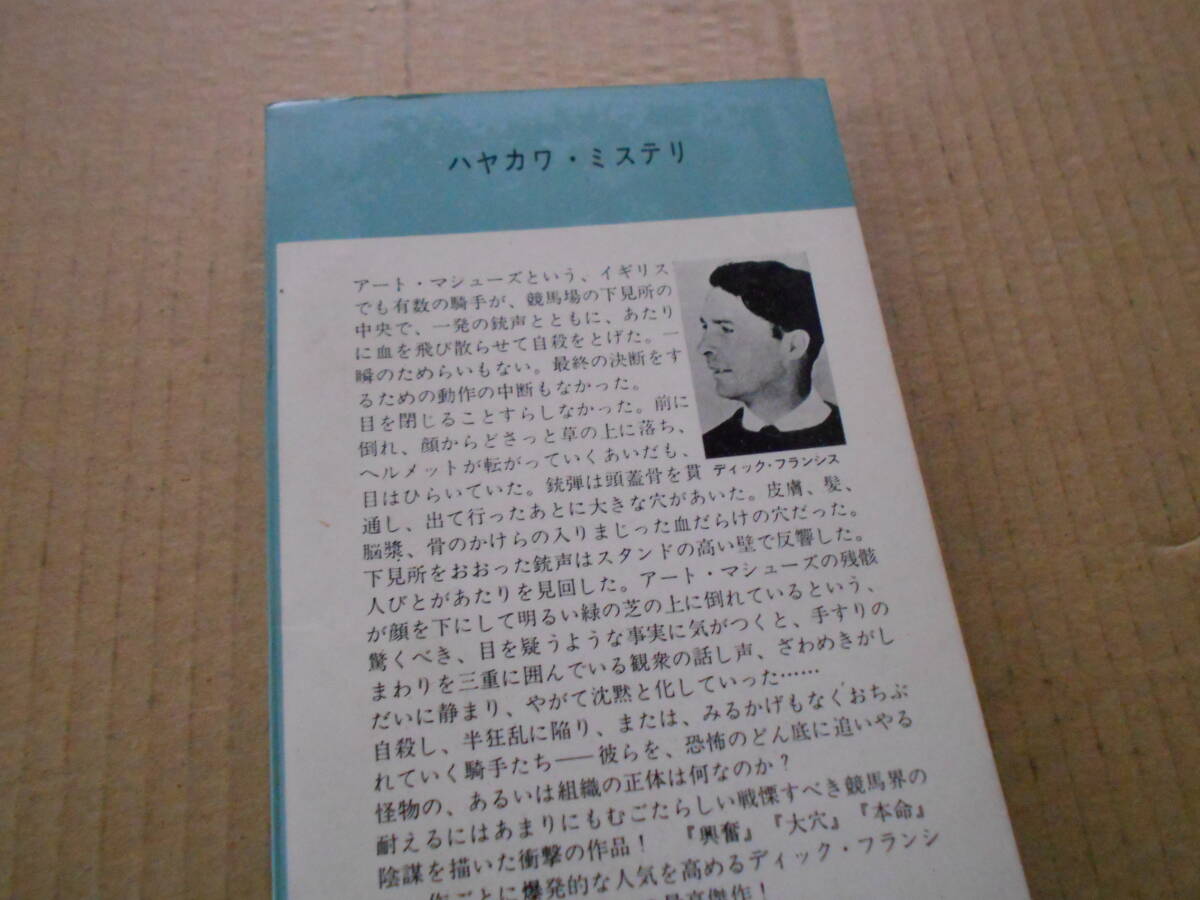 ハヤカワ・ミステリ
アート・マシューズという、イギリス
でも有数の騎手が、競馬場の下見所の
中央で、一発の銃声とともに、あたり
に血を飛び散らせて自殺をとげた。一
瞬のためらいもない。最終の決断をす
るための動作の中断もなかった。
目を閉じることすらしなかった。前に
倒れ、顔からどさっと草の上に落ち、
ヘルメットが転がっていくあいだも、
目はひらいていた。銃弾は頭蓋骨を貫
ディック・フランシス
通し、出て行ったあとに大きな穴があいた。皮膚、髪、
脳漿、骨のかけらの入りまじった血だらけの穴だった。
下見所をおおった銃声はスタンドの高い壁で反響した。
人びとがあたりを見回した。アート・マシューズの残骸
が顔を下にして明るい緑の芝の上に倒れているという、
驚くべき、目を疑うような事実に気がつくと、手すりの
まわりを三重に囲んでいる観衆の話し声、ざわめきがし
だいに静まり、やがて沈黙と化していった……
自殺し、半狂乱に陥り、または、みるかげもなくおちぶ
れていく騎手たち——彼らを、恐怖のどん底に追いやる
怪物の、あるいは組織の正体は何なのか？
耐えるにはあまりにもむごたらしい戦慄すべき競馬界の
陰謀を描いた衝撃の作品！　『興奮』『大穴』『本命』
作ごとに爆発的な人気を高めるディック・フランシ
最高傑作！